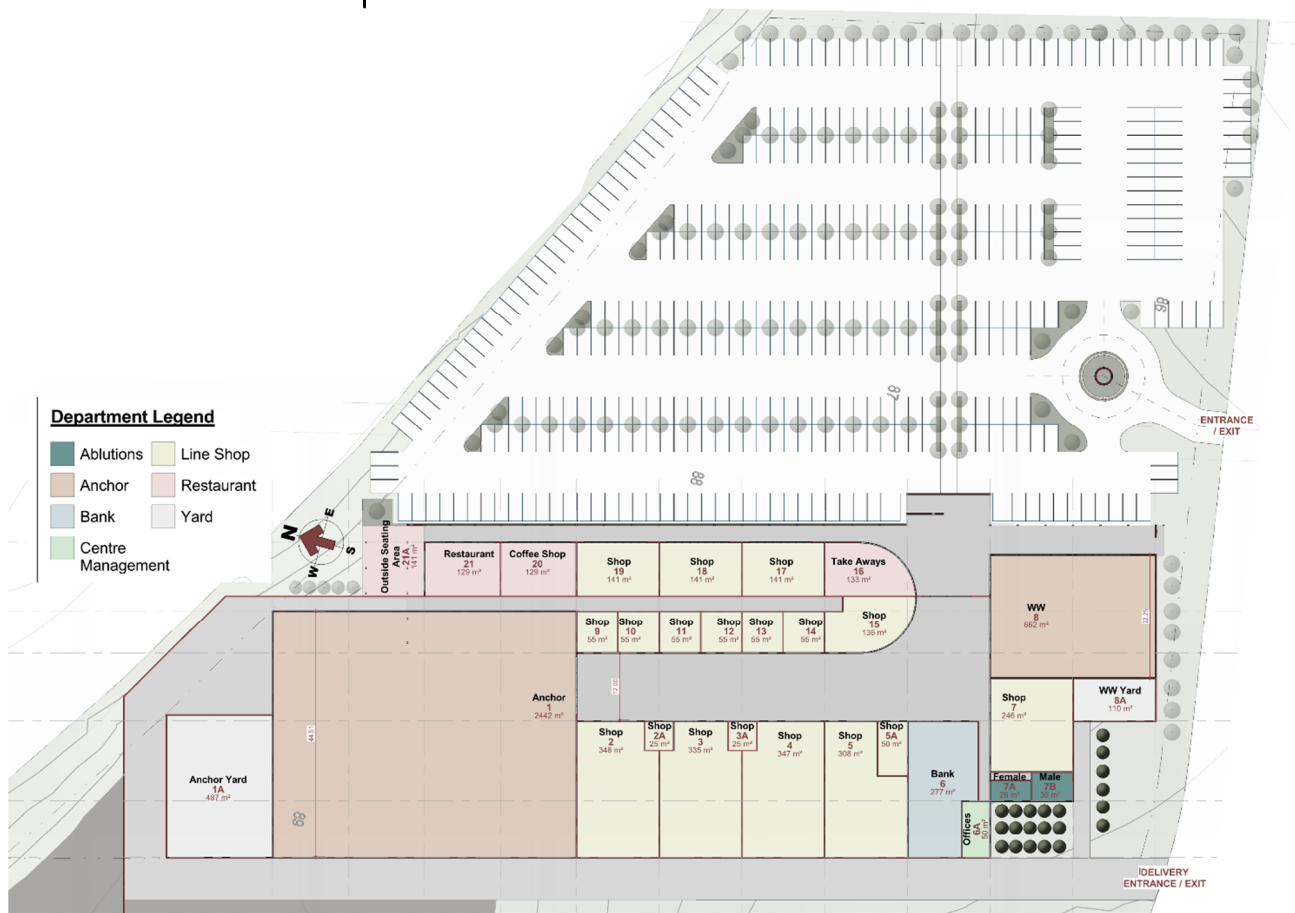 86
87
ENTRANCE
/ EXIT
Department Legend
Ablutions
Line Shop
Anchor
Restaurant
Bank
Yard
Centre
Management
88
N
E
S
W
Outside Seating
Area
21A
141 m²
Restaurant
21
129 m²
Coffee Shop
20
129 m²
Shop
19
141 m²
Shop
18
141 m²
Shop
17
141 m²
Take Aways
16
133 m²
Shop
9
55 m²
Shop
10
55 m²
Shop
11
55 m²
Shop
12
55 m²
Shop
13
55 m²
Shop
14
55 m²
Shop
15
136 m²
WW
8
662 m²
Anchor
1
2442 m²
Shop
7
246 m²
WW Yard
8A
110 m²
Shop
2
348 m²
Shop
2A
25 m²
Shop
3
335 m²
Shop
3A
25 m²
Shop
4
347 m²
Shop
5
308 m²
Shop
5A
50 m²
Bank
6
277 m²
Female
7A
Male
7B
Offices
6A
50 m²
Anchor Yard
1A
487 m²
89
DELIVERY
ENTRANCE / EXIT